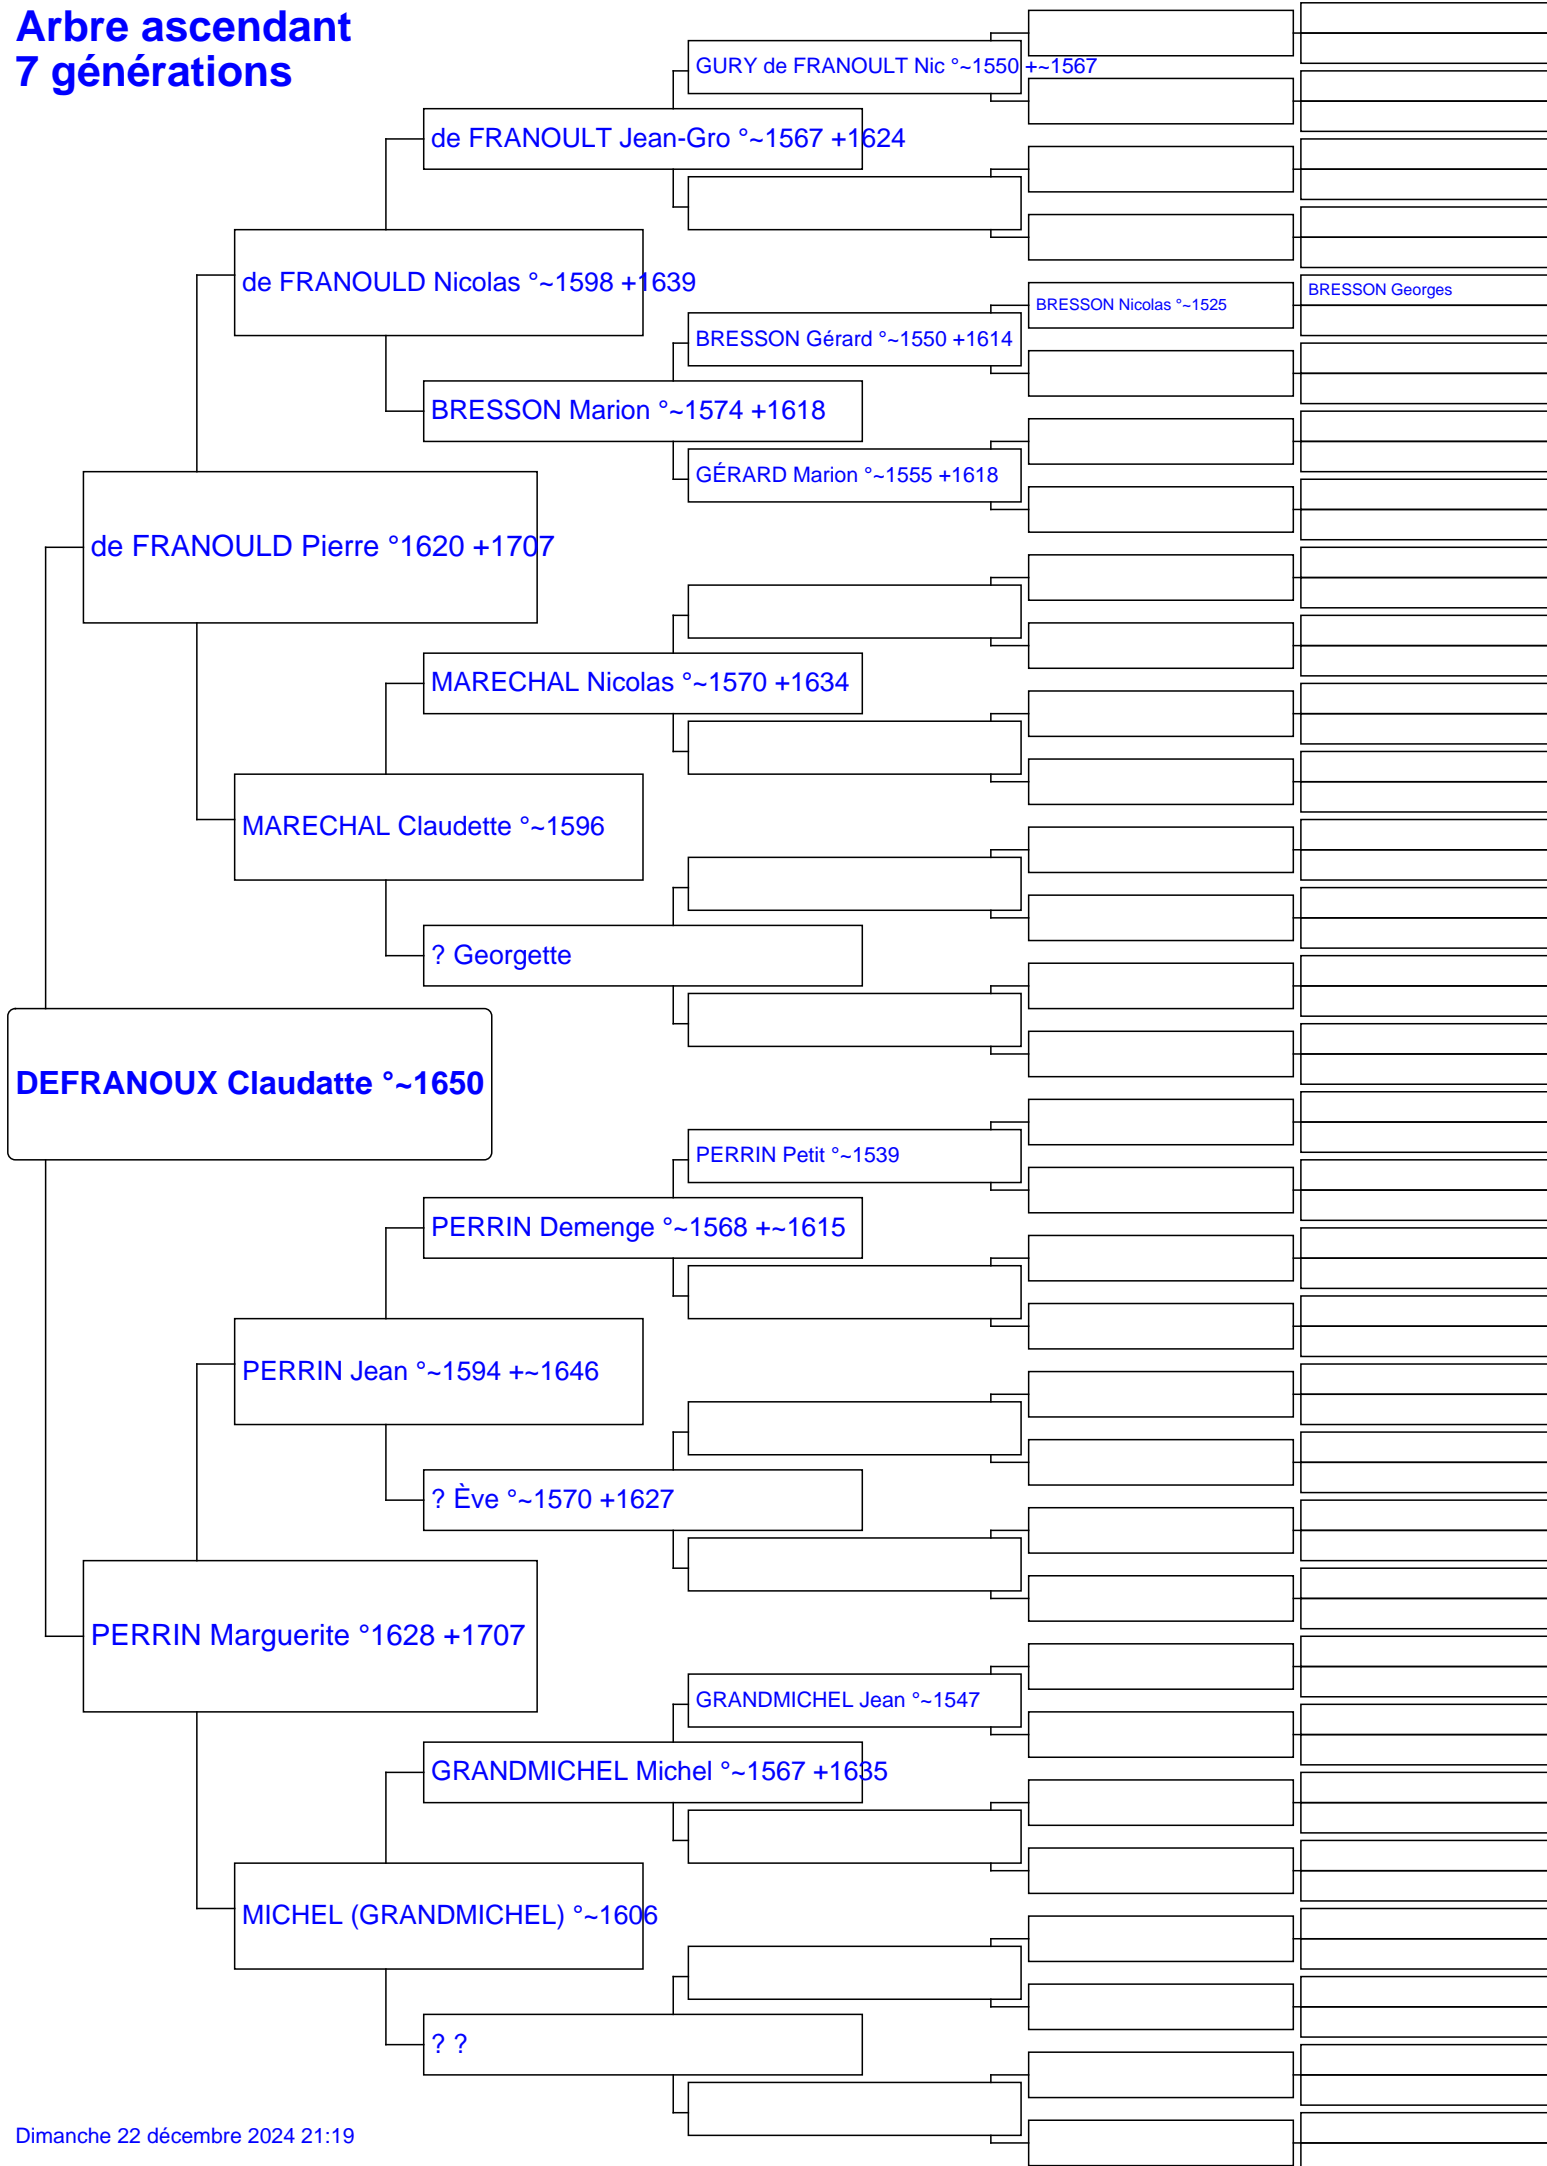 Arbre ascendant
7 générations
GURY de FRANOULT Nic °~1550 +~1567
de FRANOULT Jean-Gro °~1567 +1624
de FRANOULD Nicolas °~1598 +1639
BRESSON Georges
BRESSON Nicolas °~1525
BRESSON Gérard °~1550 +1614
BRESSON Marion °~1574 +1618
GÉRARD Marion °~1555 +1618
de FRANOULD Pierre °1620 +1707
MARECHAL Nicolas °~1570 +1634
MARECHAL Claudette °~1596
? Georgette
DEFRANOUX Claudatte °~1650
PERRIN Petit °~1539
PERRIN Demenge °~1568 +~1615
PERRIN Jean °~1594 +~1646
? Ève °~1570 +1627
PERRIN Marguerite °1628 +1707
GRANDMICHEL Jean °~1547
GRANDMICHEL Michel °~1567 +1635
MICHEL (GRANDMICHEL) °~1606
? ?
Dimanche 22 décembre 2024 21:19